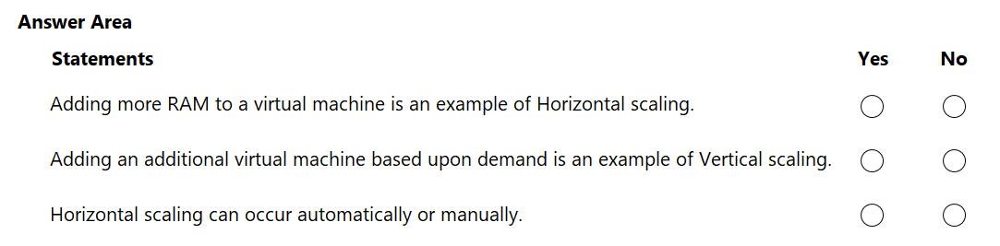 Answer Area
Statements Yes No
Adding more RAM to a virtual machine is an example of Horizontal scaling.
Adding an additional virtual machine based upon demand is an example of Vertical scaling.
Horizontal scaling can occur automatically or manually.